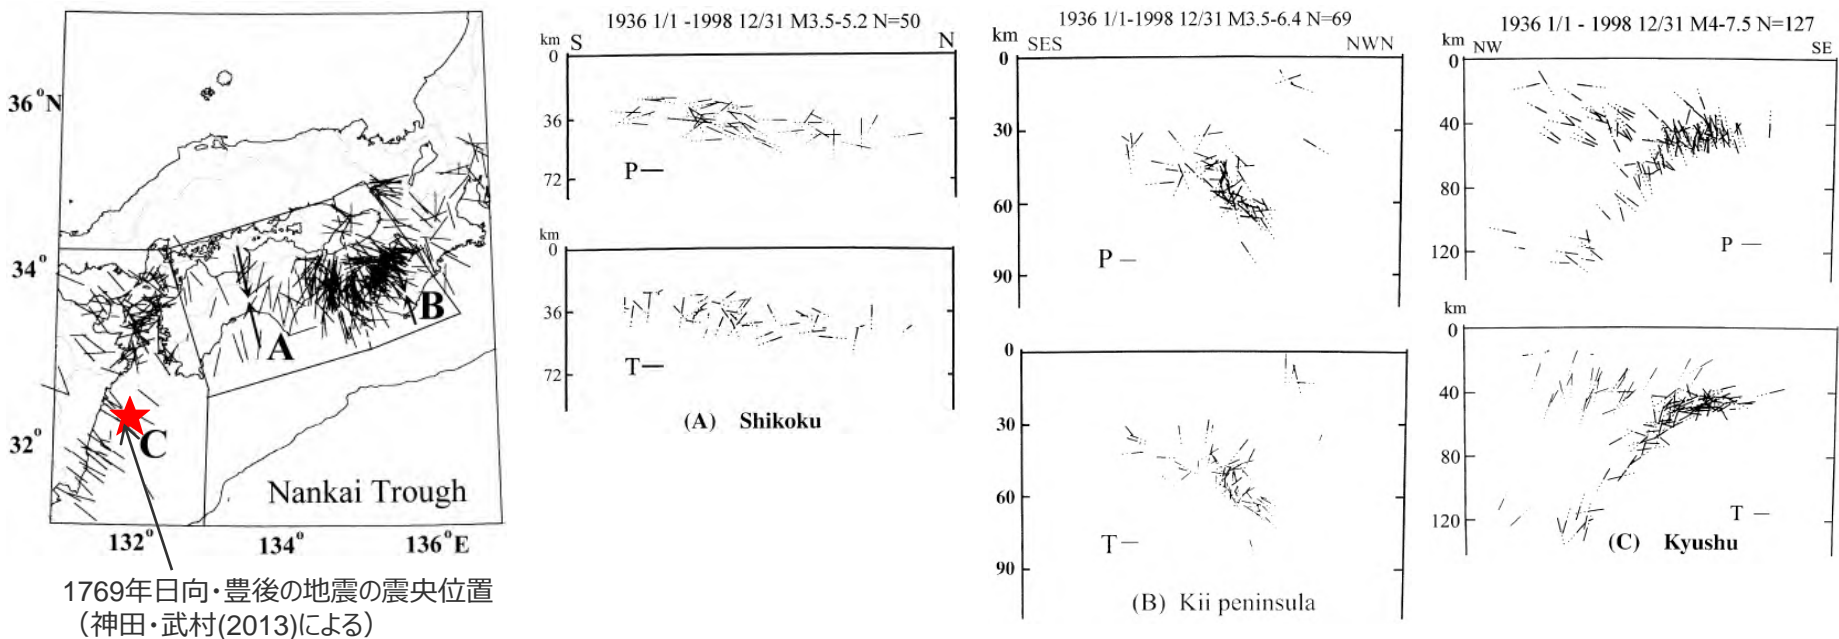 36°N
34°
32°
132°
134°
136°E
A
B
C
Nankai Trough
1769年日向・豊後の地震の震央位置
（神田・武村(2013)による）
1936 1/1 -1998 12/31 M3.5-5.2 N=50
km S N
0
36
72
P
km
0
36
72
T
(A) Shikoku
1936 1/1-1998 12/31 M3.5-6.4 N=69
km SES NWN
0
30
60
90
P
0
30
60
90
T
(B) Kii peninsula
1936 1/1 - 1998 12/31 M4-7.5 N=127
km NW SE
0
40
80
120
P
km
0
40
80
120
T
(C) Kyushu